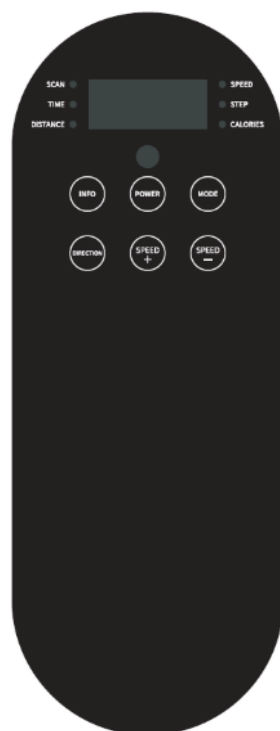 SCAN
SPEED
TIME
STEP
DISTANCE
CALORIES
INFO
POWER
MODE
DIRECTION
SPEED
+
SPEED
−